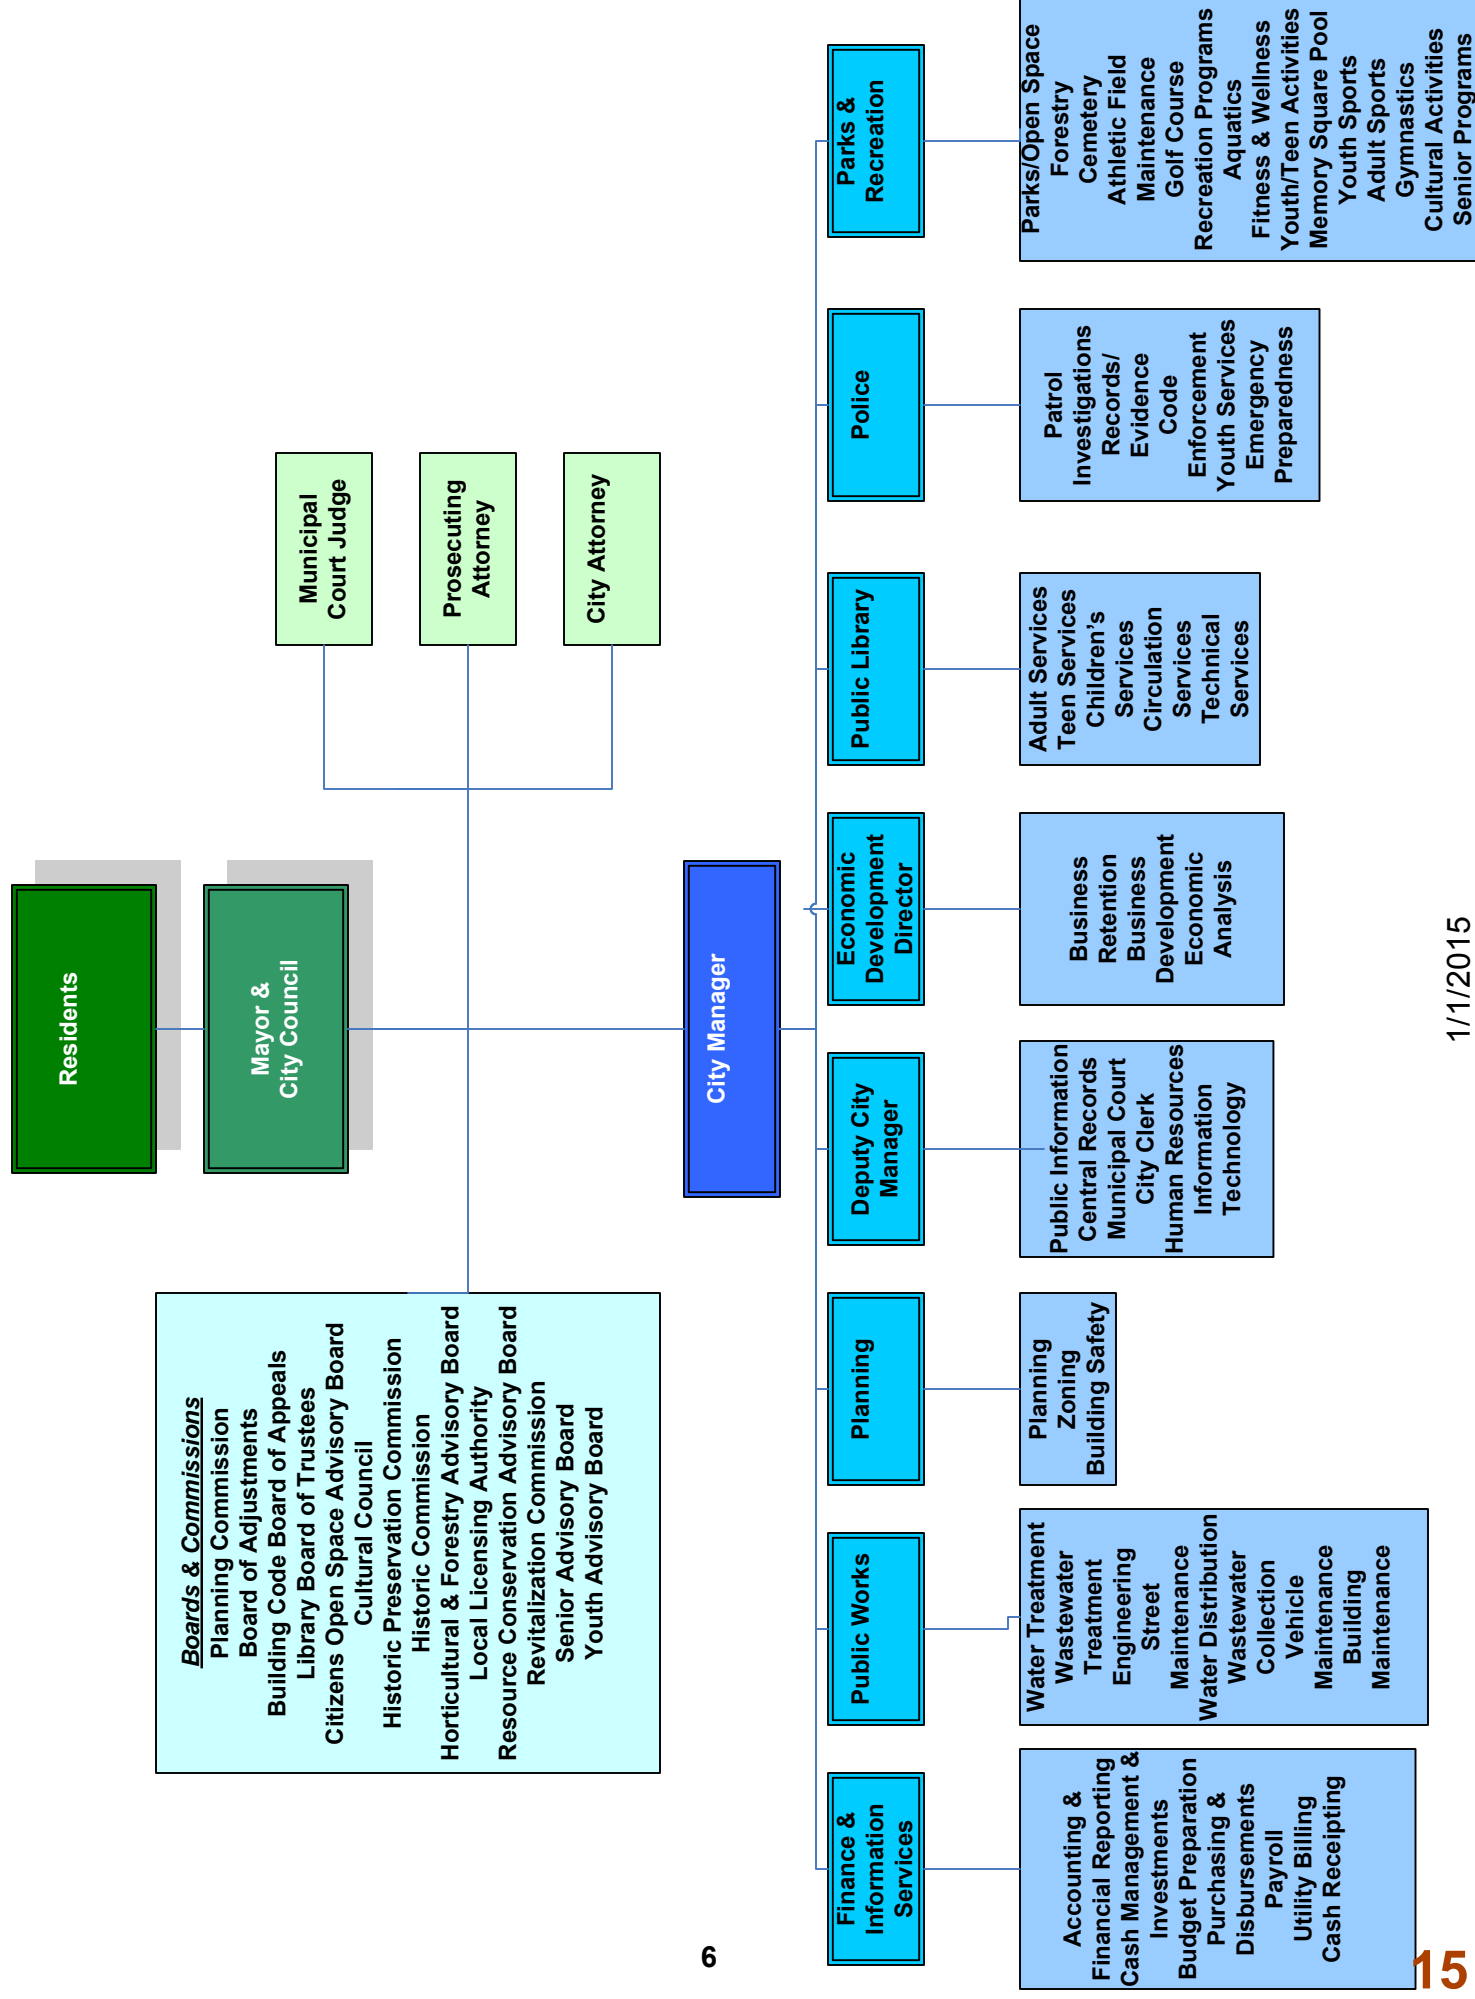 Residents
Mayor &
City Council
Municipal
Court Judge
Prosecuting
Attorney
City Attorney
Boards & Commissions
Planning Commission
Board of Adjustments
Building Code Board of Appeals
Library Board of Trustees
Citizens Open Space Advisory Board
Cultural Council
Historic Preservation Commission
Historic Commission
Horticultural & Forestry Advisory Board
Local Licensing Authority
Resource Conservation Advisory Board
Revitalization Commission
Senior Advisory Board
Youth Advisory Board
City Manager
Finance &
Information
Services
Public Works
Planning
Deputy City
Manager
Economic
Development
Director
Public Library
Police
Parks &
Recreation
Accounting &
Financial Reporting
Cash Management &
Investments
Budget Preparation
Purchasing &
Disbursements
Payroll
Utility Billing
Cash Receipting
Water Treatment
Wastewater
Treatment
Engineering
Street
Maintenance
Water Distribution
Wastewater
Collection
Vehicle
Maintenance
Building
Maintenance
Planning
Zoning
Building Safety
Public Information
Central Records
Municipal Court
City Clerk
Human Resources
Information
Technology
Business
Retention
Business
Development
Economic
Analysis
Adult Services
Teen Services
Children's
Services
Circulation
Services
Technical
Services
Patrol
Investigations
Records/
Evidence
Code
Enforcement
Youth Services
Emergency
Preparedness
Parks/Open Space
Forestry
Cemetery
Athletic Field
Maintenance
Golf Course
Recreation Programs
Aquatics
Fitness & Wellness
Youth/Teen Activities
Memory Square Pool
Youth Sports
Adult Sports
Gymnastics
Cultural Activities
Senior Programs
1/1/2015
6
15